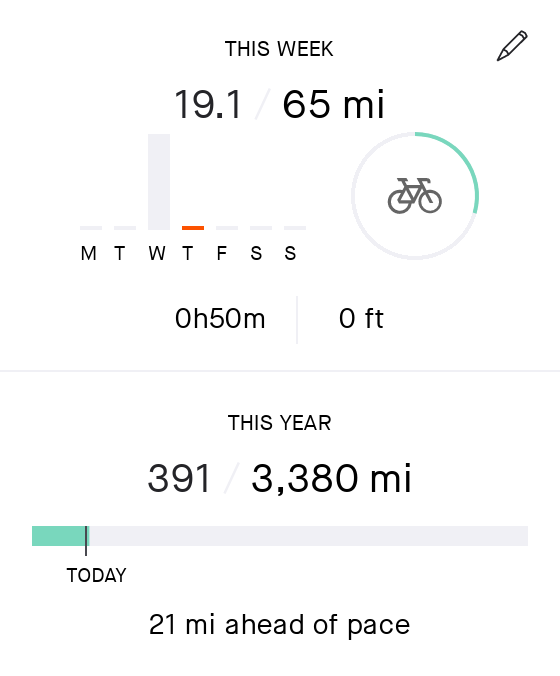 THIS WEEK
19.1 / 65 mi
M T W T F S S
0h50m 0 ft
THIS YEAR
391 / 3,380 mi
TODAY
21 mi ahead of pace